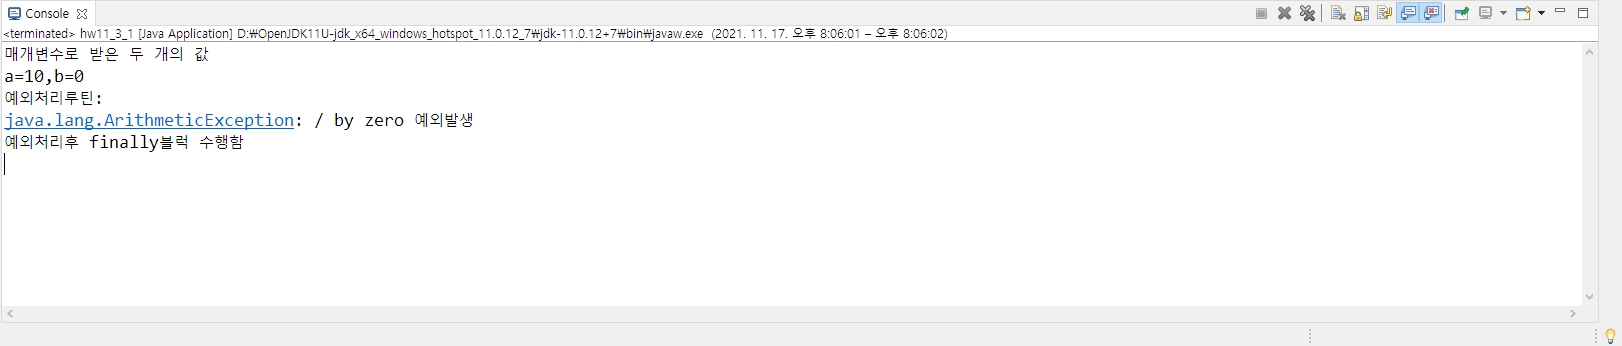 Console
<terminated> hw11_3_1 [Java Application] D:₩OpenJDK11U-jdk_x64_windows_hotspot_11.0.12_7₩jdk-11.0.12+7₩bin₩javaw.exe (2021. 11. 17. 오후 8:06:01 – 오후 8:06:02)
매개변수로 받은 두 개의 값
a=10,b=0
예외처리루틴:
java.lang.ArithmeticException: / by zero 예외발생
예외처리후 finally블럭 수행함